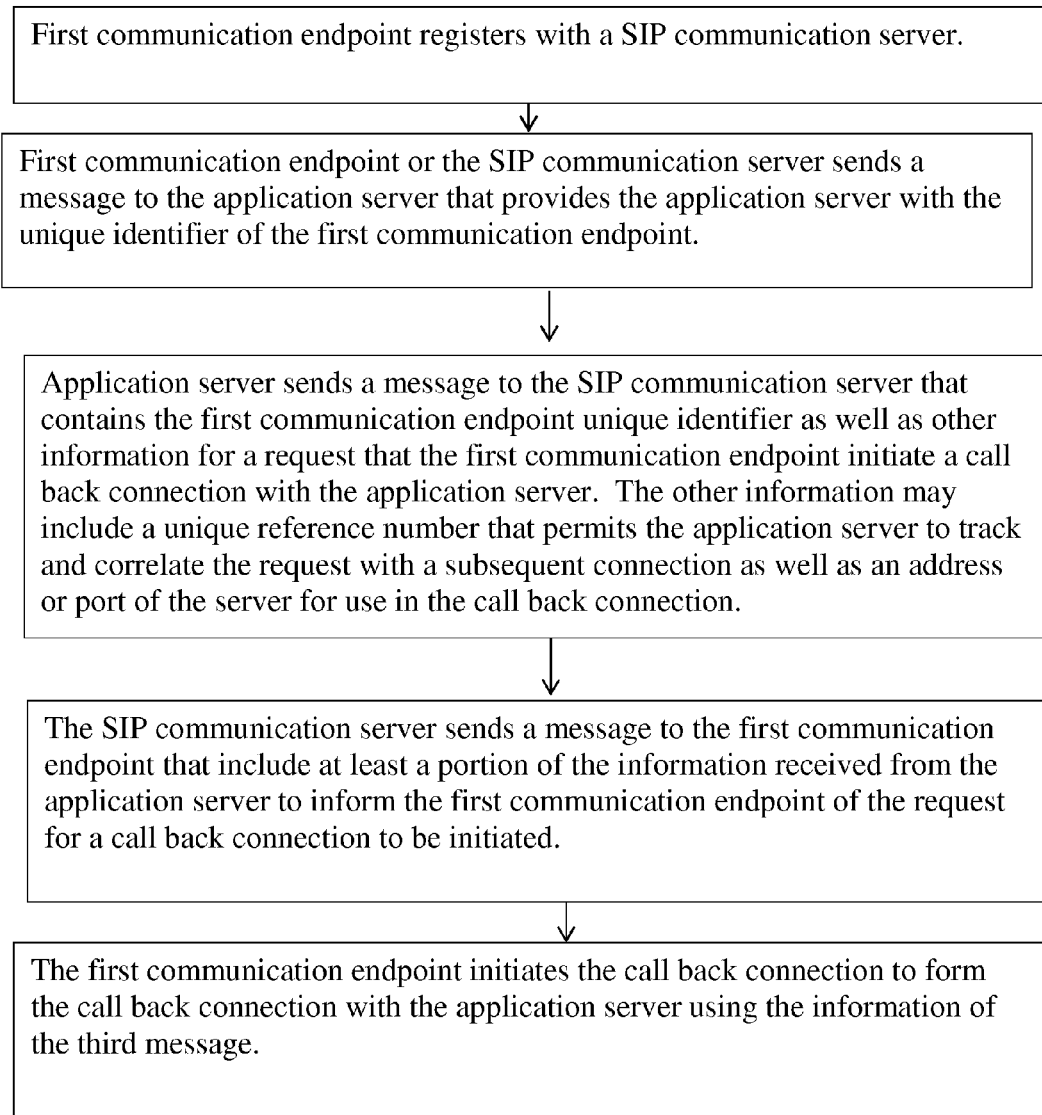 First communication endpoint registers with a SIP communication server.
First communication endpoint or the SIP communication server sends a
message to the application server that provides the application server with the
unique identifier of the first communication endpoint.
Application server sends a message to the SIP communication server that
contains the first communication endpoint unique identifier as well as other
information for a request that the first communication endpoint initiate a call
back connection with the application server.  The other information may
include a unique reference number that permits the application server to track
and correlate the request with a subsequent connection as well as an address
or port of the server for use in the call back connection.
The SIP communication server sends a message to the first communication
endpoint that include at least a portion of the information received from the
application server to inform the first communication endpoint of the request
for a call back connection to be initiated.
The first communication endpoint initiates the call back connection to form
the call back connection with the application server using the information of
the third message.